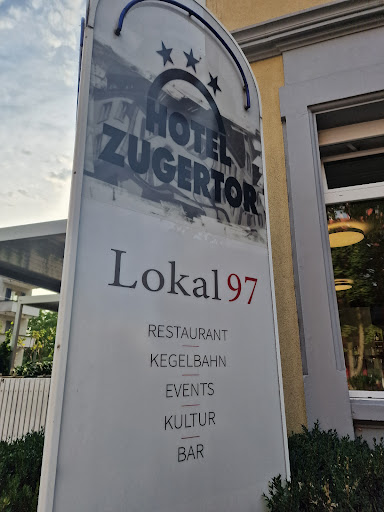 HOTEL
ZUGERTOR
Lokal 97
RESTAURANT
KEGELBAHN
EVENTS
KULTUR
BAR